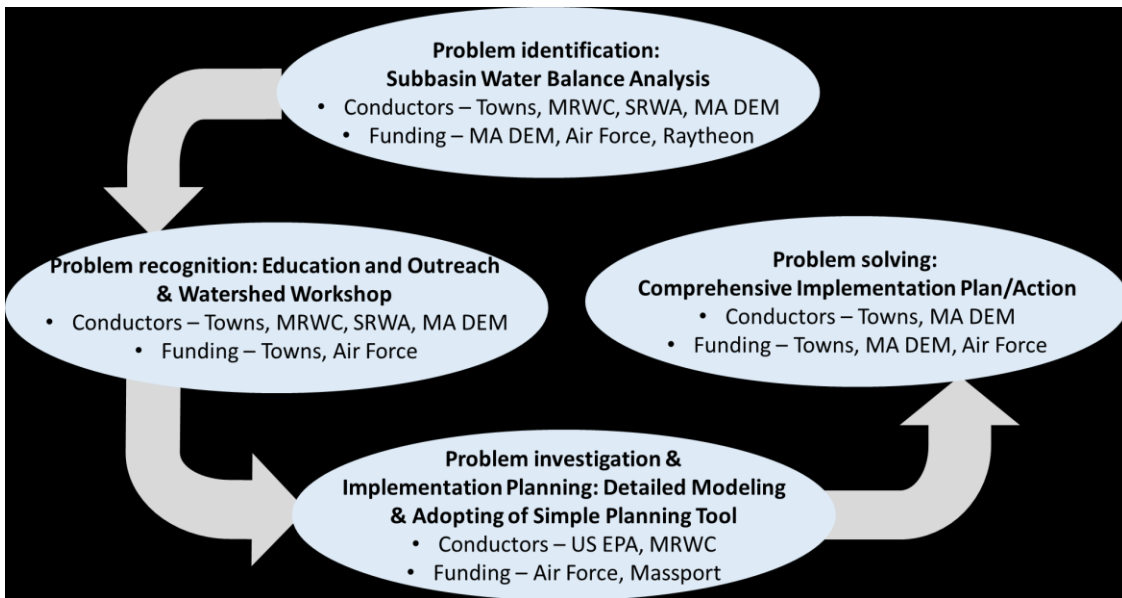 Problem identification:
Subbasin Water Balance Analysis
• Conductors – Towns, MRWC, SRWA, MA DEM
• Funding – MA DEM, Air Force, Raytheon
Problem recognition: Education and Outreach
& Watershed Workshop
• Conductors – Towns, MRWC, SRWA, MA DEM
• Funding – Towns, Air Force
Problem investigation &
Implementation Planning: Detailed Modeling
& Adopting of Simple Planning Tool
• Conductors – US EPA, MRWC
• Funding – Air Force, Massport
Problem solving:
Comprehensive Implementation Plan/Action
• Conductors – Towns, MA DEM
• Funding – Towns, MA DEM, Air Force